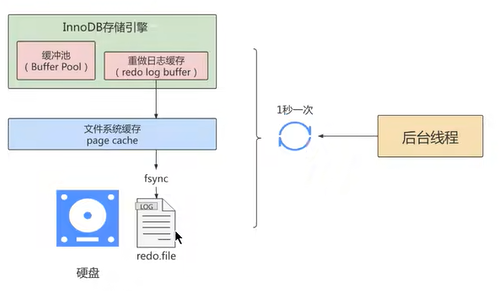 InnoDB存储引擎
缓冲池
（Buffer Pool）
重做日志缓存
（redo log buffer）
1秒一次
后台线程
文件系统缓存
page cache
fsync
LOG
redo.file
硬盘